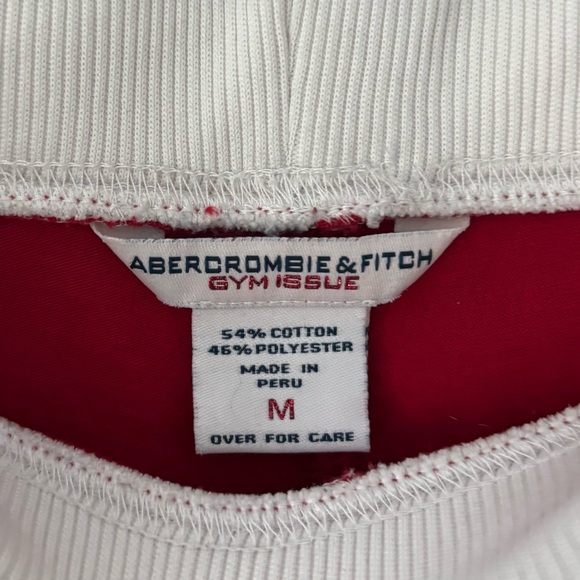 ABERCROMBIE & FITCH
GYM ISSUE
54% COTTON
46% POLYESTER
MADE IN
PERU
M
OVER FOR CARE